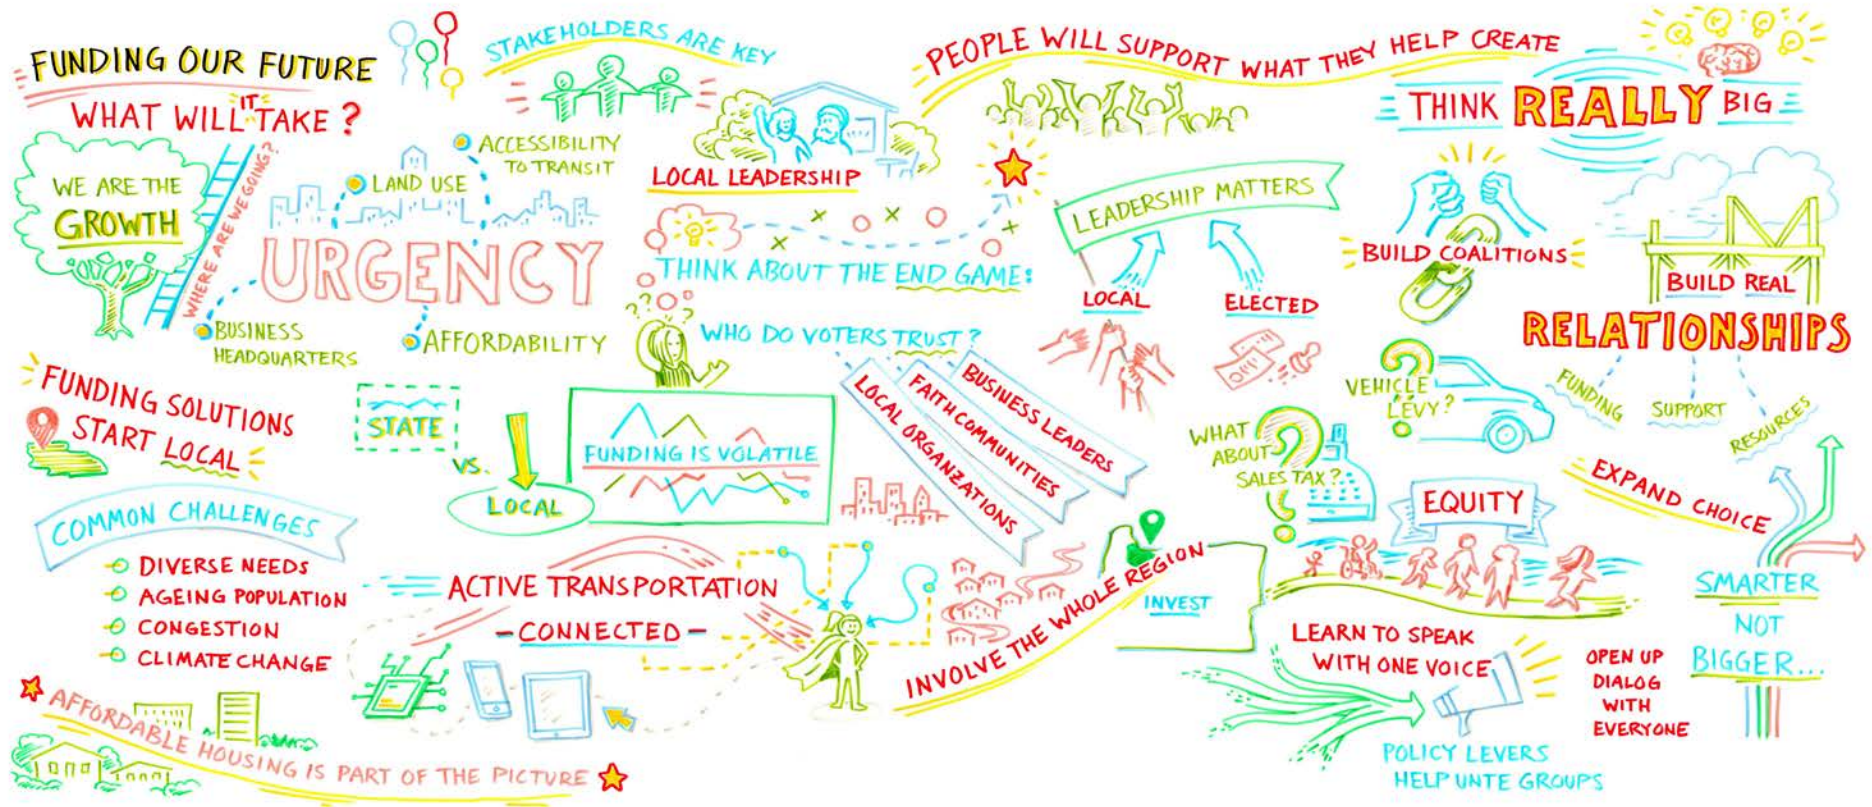 FUNDING OUR FUTURE
WHAT WILL IT TAKE?
WE ARE THE
GROWTH
WHERE ARE WE GOING?
URGENCY
ACCESSIBILITY
TO TRANSIT
LAND USE
BUSINESS
HEADQUARTERS
AFFORDABILITY
STAKEHOLDERS ARE KEY
LOCAL LEADERSHIP
THINK ABOUT THE END GAME:
WHO DO VOTERS TRUST?
LOCAL ORGANZATIONS
FAITH COMMUNITIES
BUSINESS LEADERS
PEOPLE WILL SUPPORT WHAT THEY HELP CREATE
THINK REALLY BIG
LEADERSHIP MATTERS
LOCAL
ELECTED
BUILD COALITIONS
BUILD REAL
RELATIONSHIPS
FUNDING
SUPPORT
RESOURCES
FUNDING SOLUTIONS
START LOCAL
STATE
VS.
LOCAL
FUNDING IS VOLATILE
VEHICLE
LEVY?
WHAT
ABOUT
SALES TAX?
EQUITY
EXPAND CHOICE
SMARTER
NOT
BIGGER...
COMMON CHALLENGES
DIVERSE NEEDS
AGEING POPULATION
CONGESTION
CLIMATE CHANGE
ACTIVE TRANSPORTATION
- CONNECTED -
INVOLVE THE WHOLE REGION
INVEST
LEARN TO SPEAK
WITH ONE VOICE
OPEN UP
DIALOG
WITH
EVERYONE
POLICY LEVERS
HELP UNTE GROUPS
AFFORDABLE HOUSING IS PART OF THE PICTURE